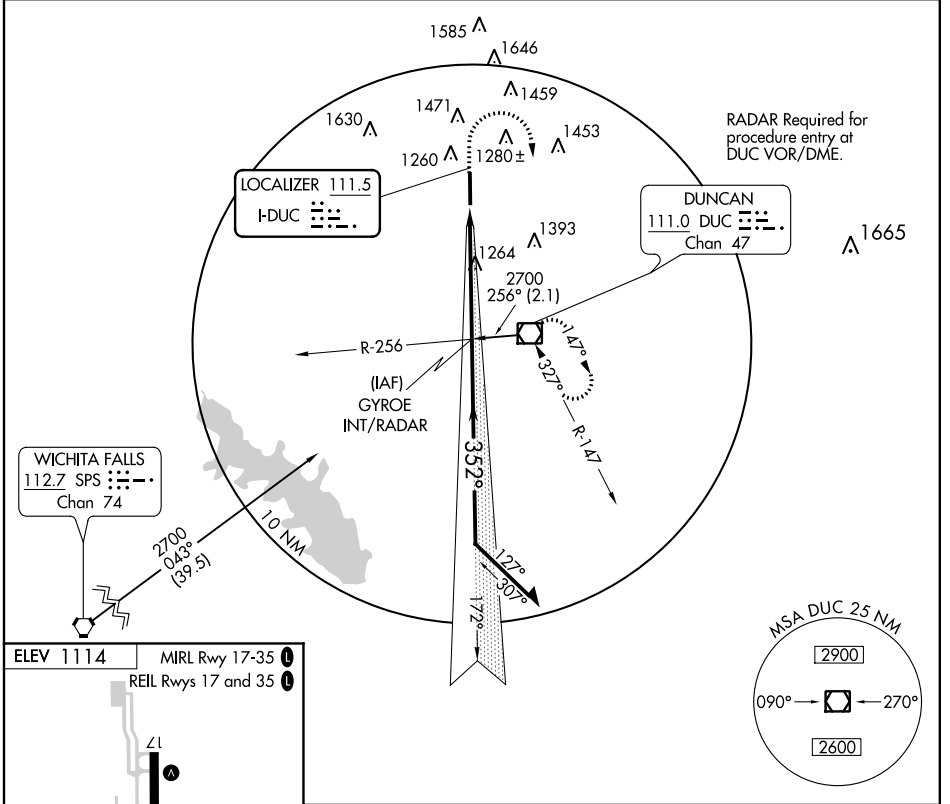 1585
1646
1459
1471
1630
1453
1260
1280 ±
RADAR Required for
procedure entry at
DUC VOR/DME.
LOCALIZER 111.5
I-DUC
DUNCAN
111.0 DUC
Chan 47
1665
1393
1264
2700
256° (2.1)
R-256
147°
327°
R-147
(IAF)
GYROE
INT/RADAR
352°
WICHITA FALLS
112.7 SPS
Chan 74
2700
043°
(39.5)
10 NM
127°
307°
172°
MSA DUC 25 NM
2900
090°
270°
2600
ELEV 1114
MIRL Rwy 17-35 L
REIL Rwys 17 and 35 L
17
V